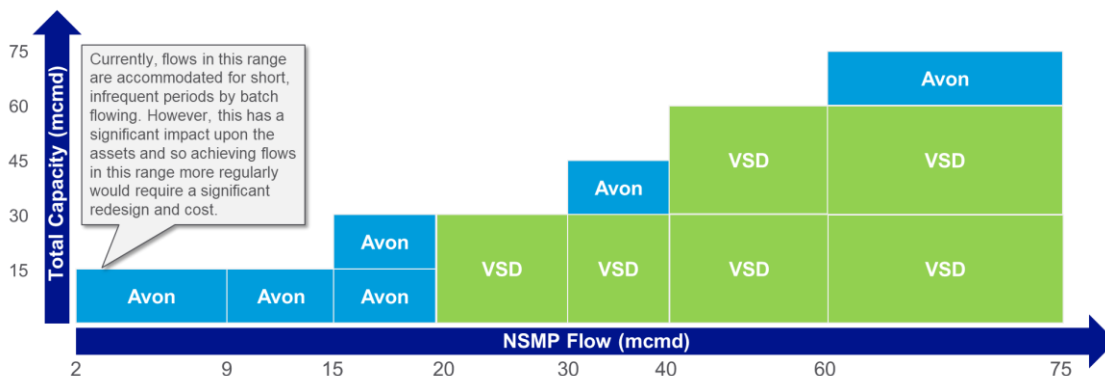 75
60
45
30
15
Total Capacity (mcmd)
Currently, flows in this range
are accommodated for short,
infrequent periods by batch
flowing. However, this has a
significant impact upon the
assets and so achieving flows
in this range more regularly
would require a significant
redesign and cost.
Avon
VSD
VSD
Avon
Avon
Avon
Avon
Avon
VSD
VSD
VSD
VSD
NSMP Flow (mcmd)
2
9
15
20
30
40
60
75